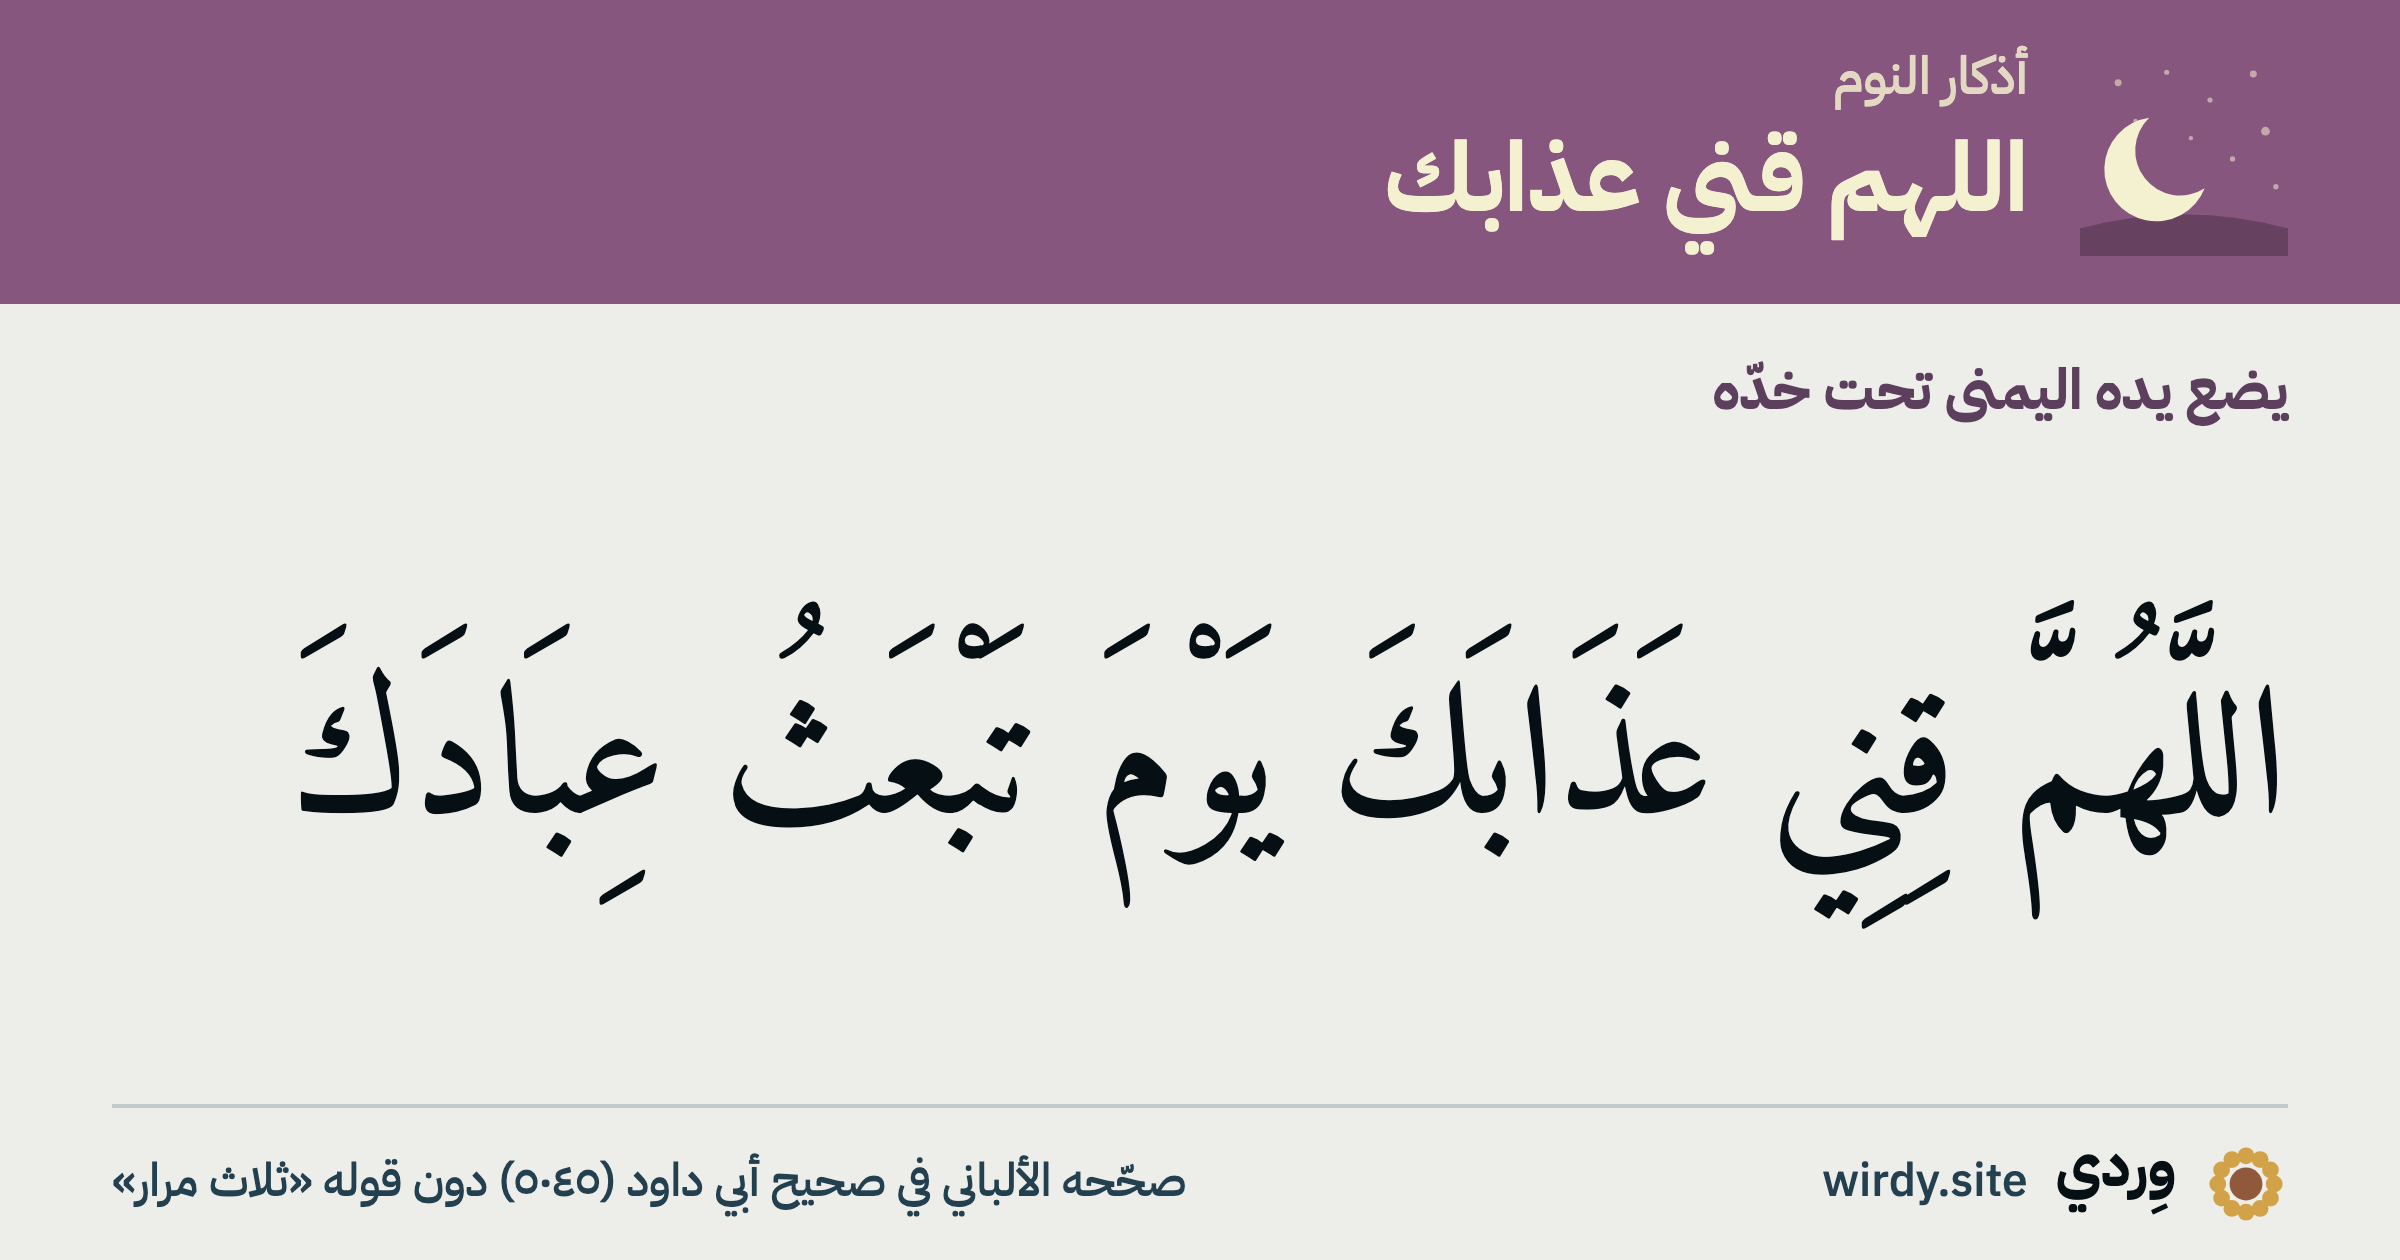 أذكار النوم
اللهم قني عذابك
يضع يده اليمنى تحت خدّه
اللَّهُمَّ قِنِي عَذَابَكَ يَوْمَ تَبْعَثُ عِبَادَكَ
وِردي wirdy.site
صحّحه الألباني في صحيح أبي داود (٥٠٤٥) دون قوله «ثلاث مرار»